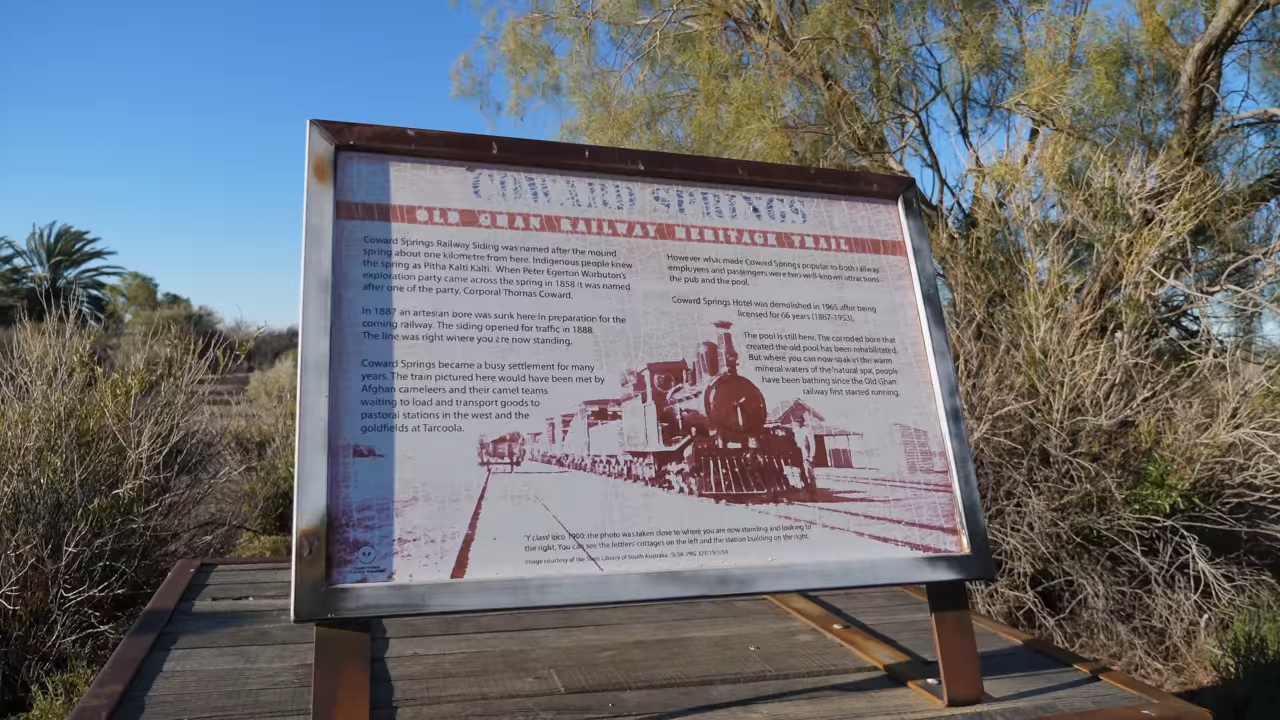 COWARD SPRINGS
OLD GHAN RAILWAY HERITAGE TRAIL
Coward Springs Railway Siding was named after the mound
spring about one kilometre from here. Indigenous people knew
the spring as Pitha Kalti Kalti. When Peter Egerton Warburton's
exploration party came across the spring in 1858 it was named
after one of the party, Corporal Thomas Coward.
In 1887 an artesian bore was sunk here in preparation for the
coming railway. The siding opened for traffic in 1888.
The line was right where you are now standing.
Coward Springs became a busy settlement for many
years. The train pictured here would have been met by
Afghan cameleers and their camel teams
waiting to load and transport goods to
pastoral stations in the west and the
goldfields at Tarcoola.
However what made Coward Springs popular to both railway
employees and passengers were two well-known attractions -
the pub and the pool.
Coward Springs Hotel was demolished in 1965 after being
licensed for 66 years (1887-1953).
The pool is still here. The corroded bore that
created the old pool has been rehabilitated.
But where you can now soak in the warm
mineral waters of the natural spa, people
have been bathing since the Old Ghan
railway first started running.
'Y class' loco 1900: the photo was taken close to where you are now standing and looking to
the right. You can see the fettlers' cottages on the left and the station building on the right.
Image courtesy of the State Library of South Australia SLSA: PRG